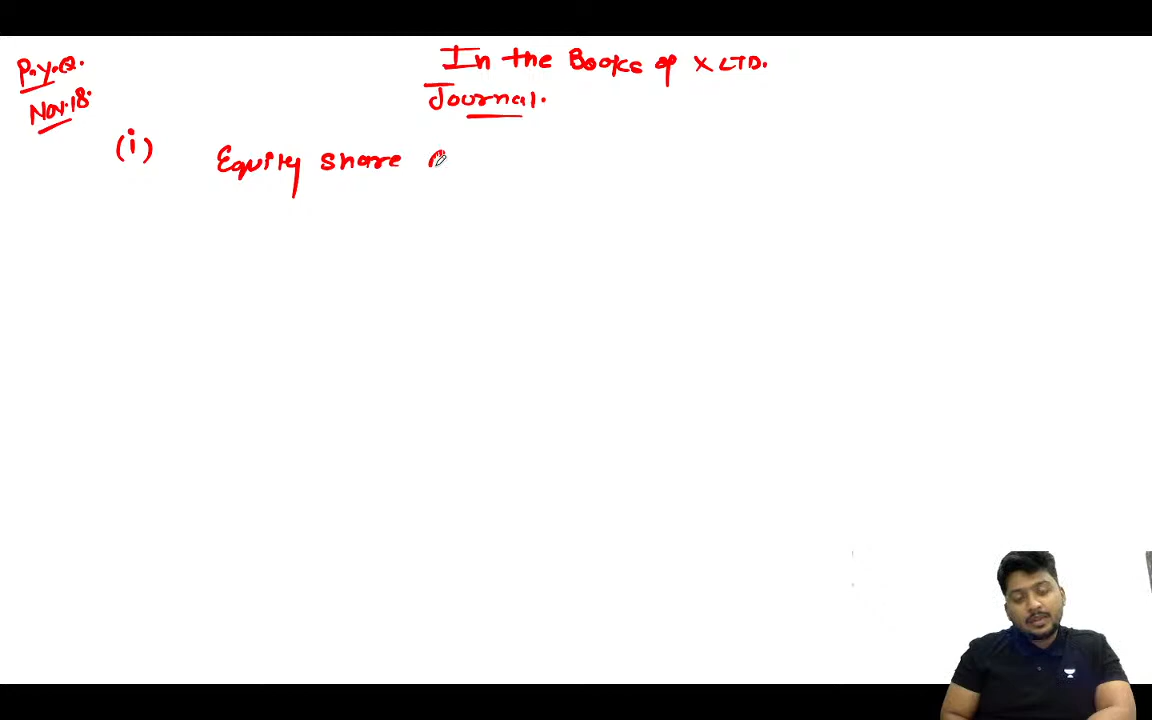 P.Y.Q.
Nov.18.
In the Books of X LTD.
Journal.
(i) Equity share